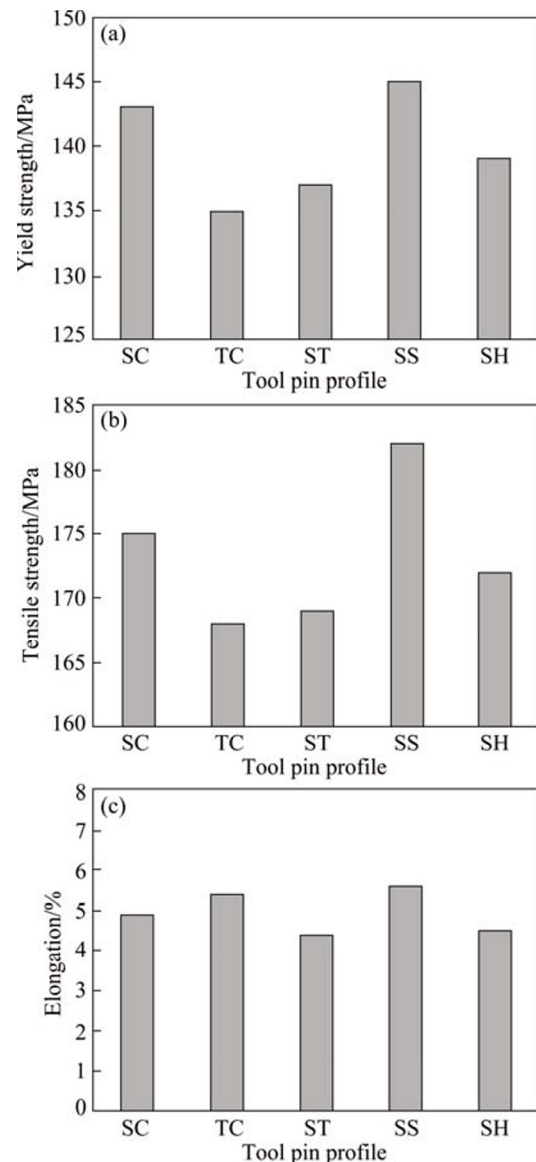 (a)
Yield strength/MPa
150
145
140
135
130
125
SC TC ST SS SH
Tool pin profile
(b)
Tensile strength/MPa
185
180
175
170
165
160
SC TC ST SS SH
Tool pin profile
(c)
Elongation/%
8
7
6
5
4
3
2
1
0
SC TC ST SS SH
Tool pin profile